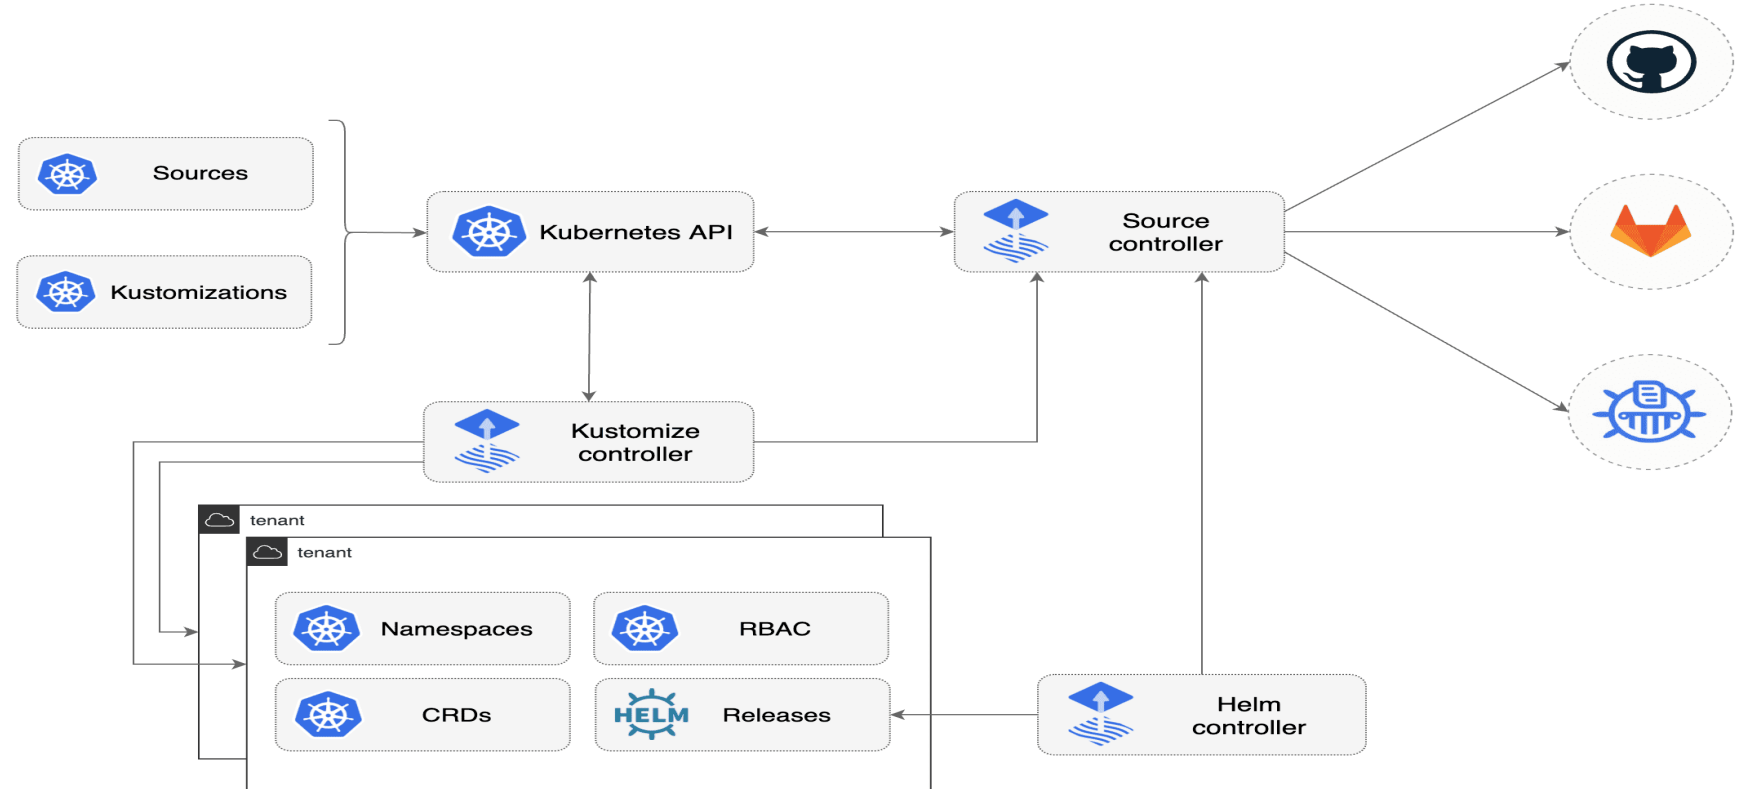 Sources
Kustomizations
Kubernetes API
Source
controller
Kustomize
controller
tenant
tenant
Namespaces
RBAC
CRDs
HELM
Releases
Helm
controller